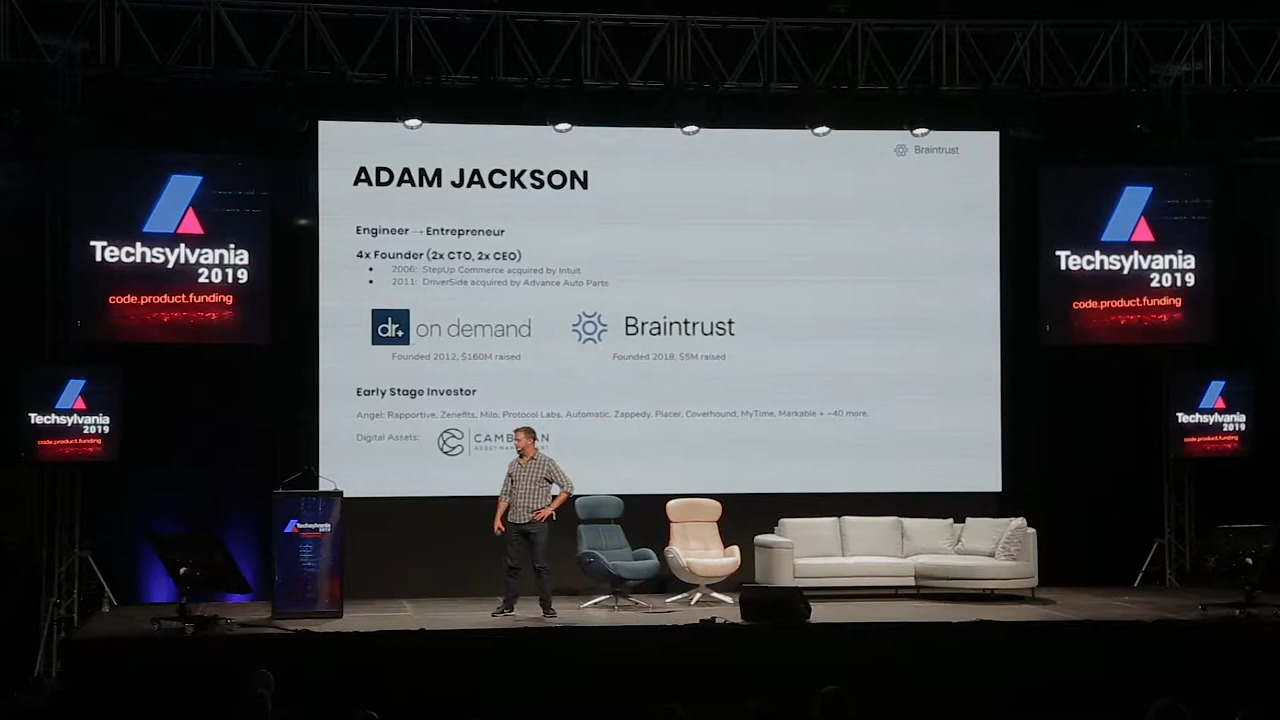 Braintrust
ADAM JACKSON
Engineer → Entrepreneur
4x Founder (2x CTO, 2x CEO)
• 2006: StepUp Commerce acquired by Intuit
• 2011: DriverSide acquired by Advance Auto Parts
dr+ on demand
Braintrust
Founded 2012, $160M raised
Founded 2018, $5M raised
Early Stage Investor
Angel: Rapportive, Zenefits, Milo, Protocol Labs, Automatic, Zappedy, Placer, Coverhound, MyTime, Markable + ~40 more.
Digital Assets:
Techsylvania
2019
code.product.funding
Techsylvania
2019
code.product.funding
Techsylvania
2019
code.product.funding
Techsylvania
2019
code.product.funding
Techsylvania
2019